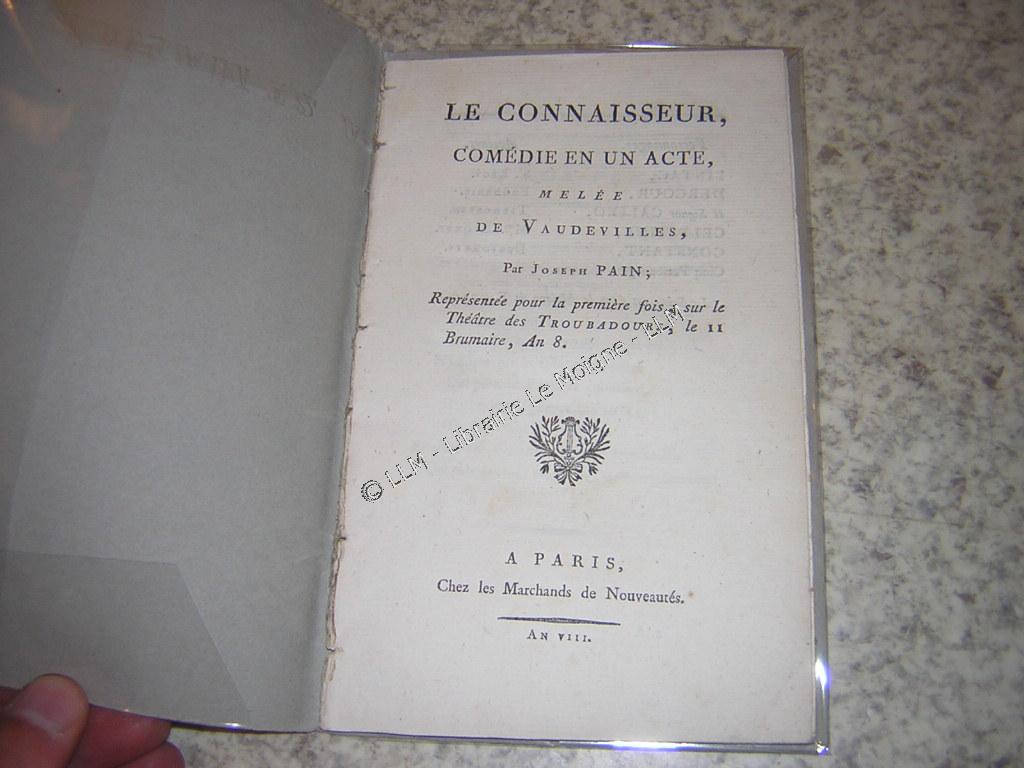 LE CONNAISSEUR,
COMÉDIE EN UN ACTE,
MELÉE
DE VAUDEVILLES,
Par JOSEPH PAIN;
Représentée pour la première fois, sur le
Théâtre des TROUBADOURS, le 11
Brumaire, An 8.
© LLM - Librairie Le Moigne - LLM
A PARIS,
Chez les Marchands de Nouveautés.
AN VIII.